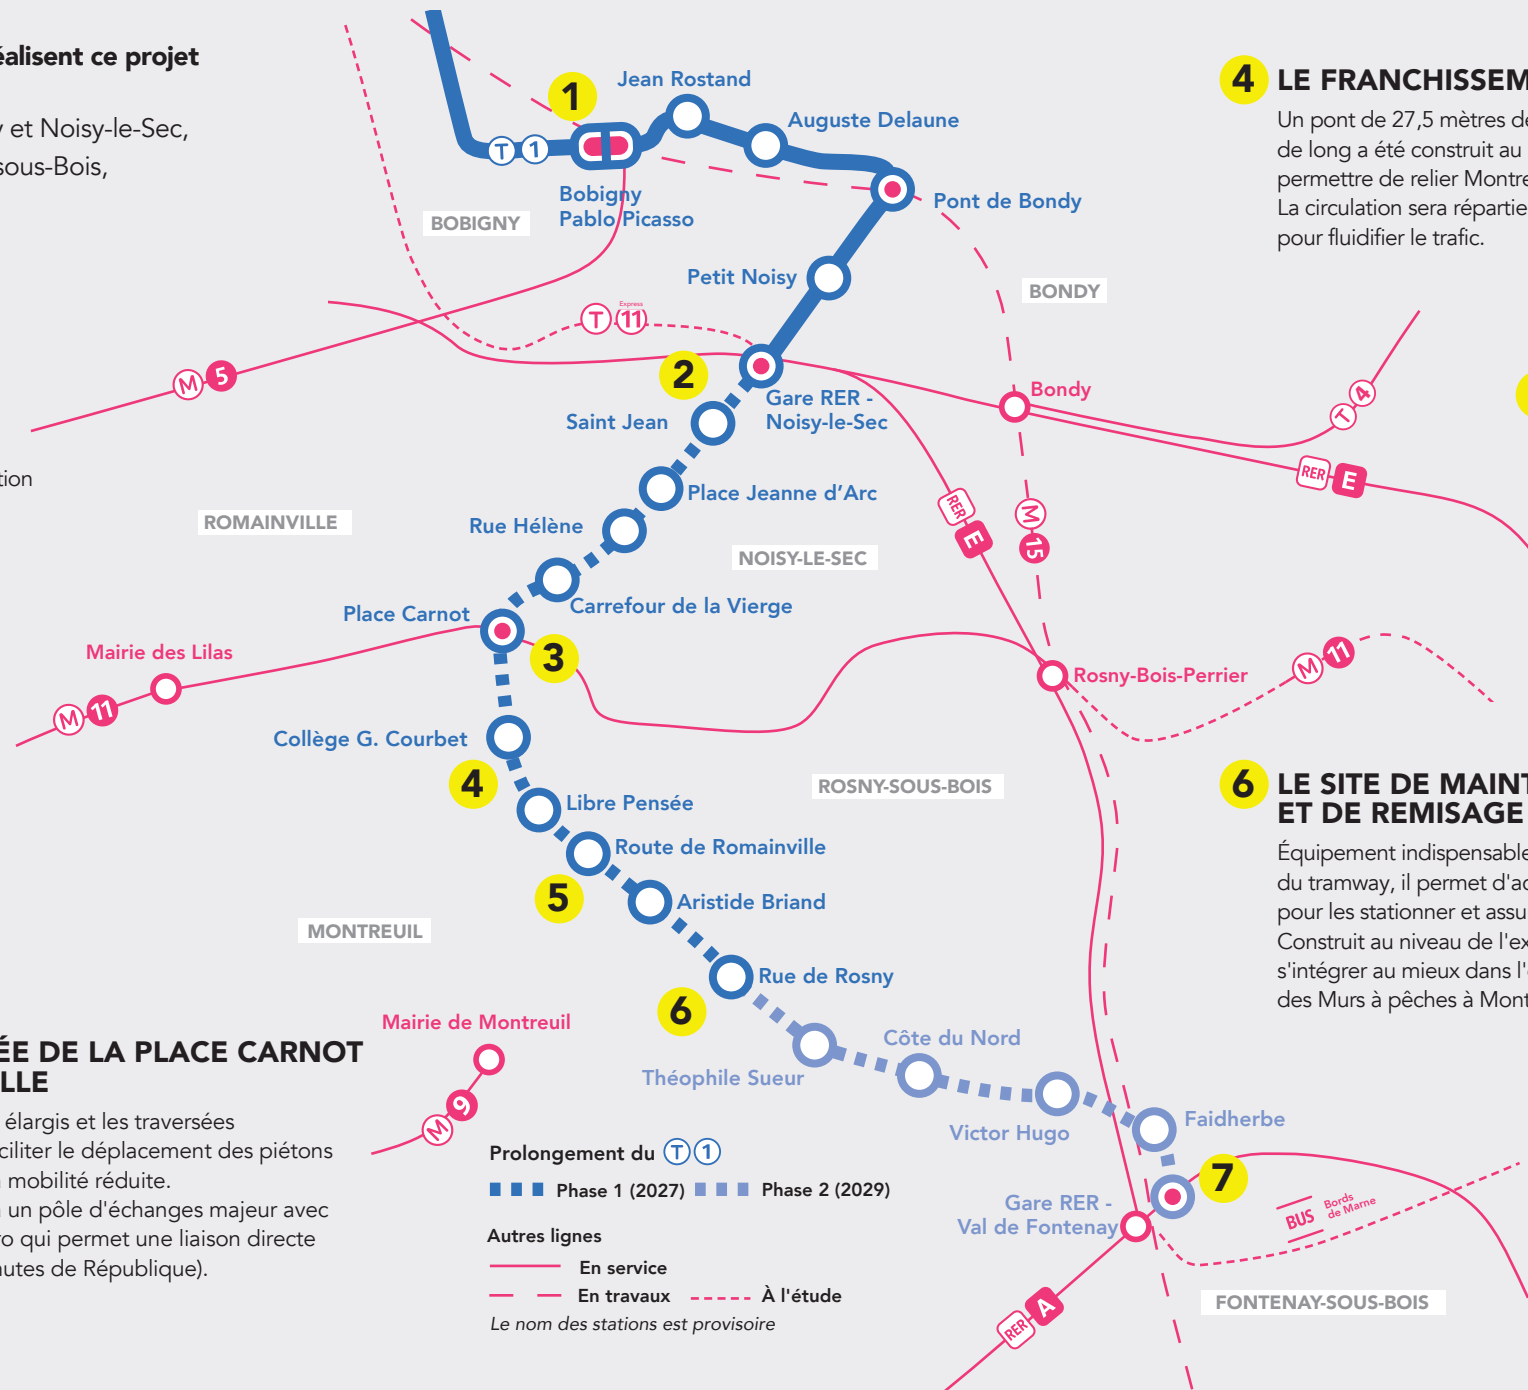 éalisent ce projet
y et Noisy-le-Sec,
sous-Bois,
tion
1
Jean Rostand
Auguste Delaune
T 1
Bobigny
Pablo Picasso
Pont de Bondy
BOBIGNY
Petit Noisy
BONDY
Express
T 11
M 5
2
Gare RER -
Noisy-le-Sec
Bondy
T 4
Saint Jean
RER E
Place Jeanne d’Arc
RER E
M 15
ROMAINVILLE
Rue Hélène
NOISY-LE-SEC
Carrefour de la Vierge
Place Carnot
3
Mairie des Lilas
M 11
Rosny-Bois-Perrier
M 11
Collège G. Courbet
4
ROSNY-SOUS-BOIS
Libre Pensée
Route de Romainville
5
Aristide Briand
MONTREUIL
Rue de Rosny
6
Mairie de Montreuil
M 9
Côte du Nord
Théophile Sueur
Victor Hugo
Faidherbe
7
Gare RER -
Val de Fontenay
BUS
Bords
de Marne
RER A
FONTENAY-SOUS-BOIS
4 LE FRANCHISSEM
Un pont de 27,5 mètres de
de long a été construit au
permettre de relier Montre
La circulation sera répartie
pour fluidifier le trafic.
6 LE SITE DE MAINT
ET DE REMISAGE
Équipement indispensable
du tramway, il permet d'ac
pour les stationner et assu
Construit au niveau de l'ex
s'intégrer au mieux dans l'
des Murs à pêches à Mont
ÉE DE LA PLACE CARNOT
LLE
élargis et les traversées
ciliter le déplacement des piétons
à mobilité réduite.
a un pôle d'échanges majeur avec
ro qui permet une liaison directe
nutes de République).
Prolongement du T 1
Phase 1 (2027) Phase 2 (2029)
Autres lignes
En service
En travaux À l'étude
Le nom des stations est provisoire